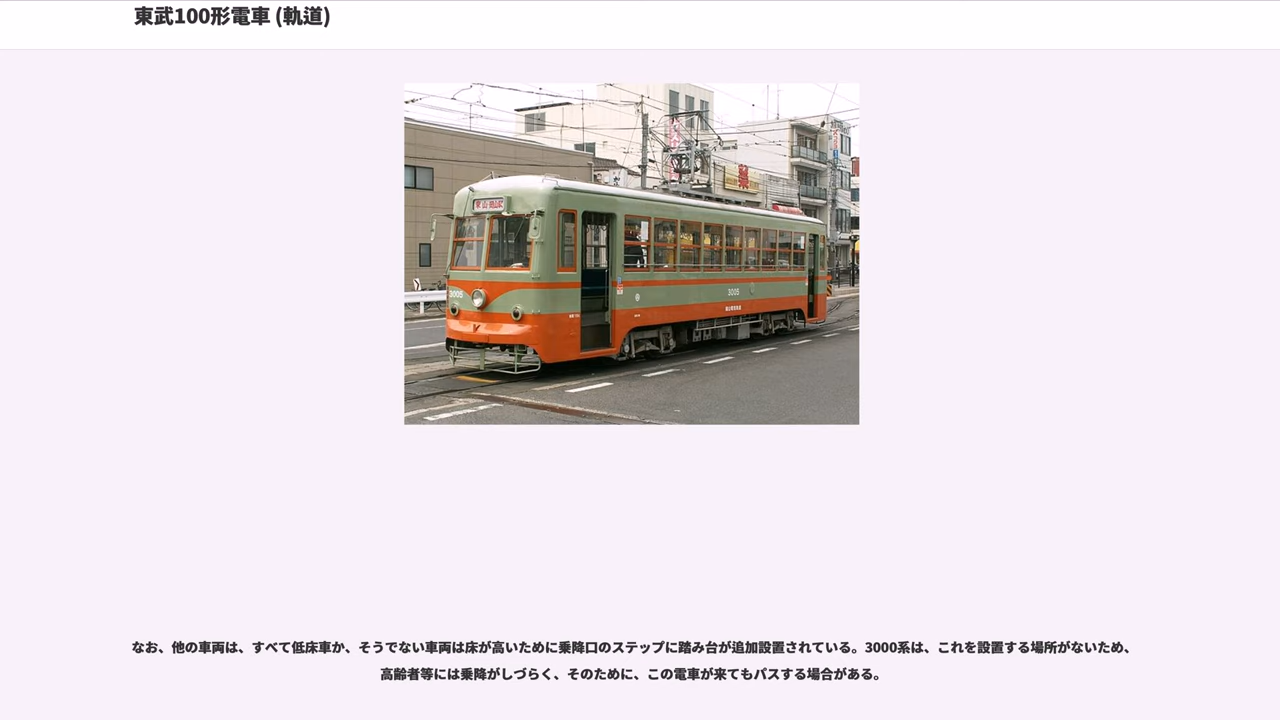 東武100形電車 (軌道)
東山
3005
3005
なお、他の車両は、すべて低床車か、そうでない車両は床が高いために乗降口のステップに踏み台が追加設置されている。3000系は、これを設置する場所がないため、
高齢者等には乗降がしづらく、そのために、この電車が来てもパスする場合がある。